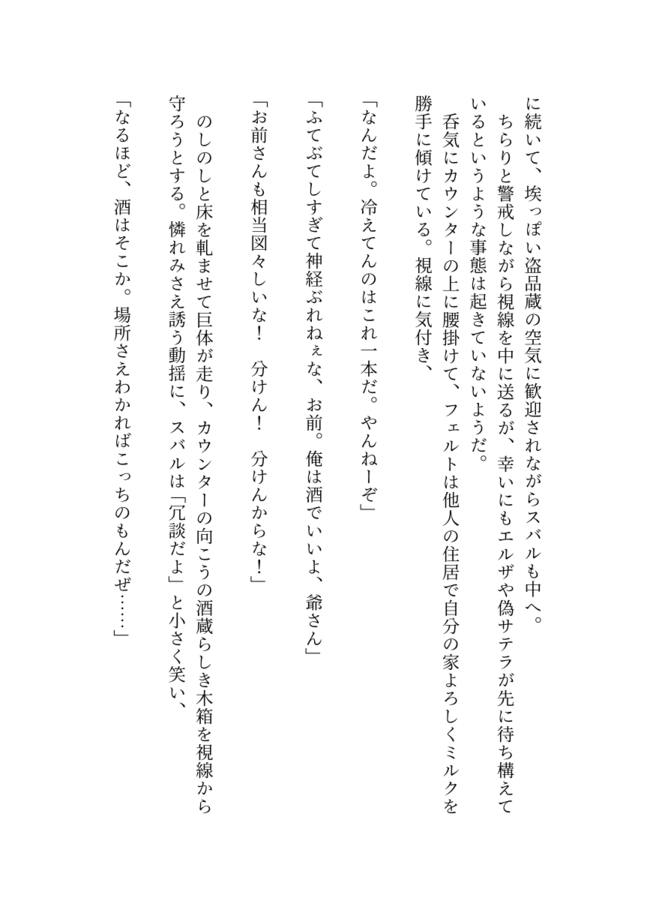 に続いて、埃っぽい盗品蔵の空気に歓迎されながらスバルも中へ。
　ちらりと警戒しながら視線を中に送るが、幸いにもエルザや偽サテラが先に待ち構えて
いるというような事態は起きていないようだ。
　呑気にカウンターの上に腰掛けて、フェルトは他人の住居で自分の家よろしくミルクを
勝手に傾けている。視線に気付き、
「なんだよ。冷えてんのはこれ一本だ。やんねーぞ」
「ふてぶてしすぎて神経ぶれねぇな、お前。俺は酒でいいよ、爺さん」
「お前さんも相当図々しいな！　分けん！　分けんからな！」
　のしのしと床を軋ませて巨体が走り、カウンターの向こうの酒蔵らしき木箱を視線から
守ろうとする。憐れみさえ誘う動揺に、スバルは「冗談だよ」と小さく笑い、
「なるほど、酒はそこか。場所さえわかればこっちのもんだぜ……」